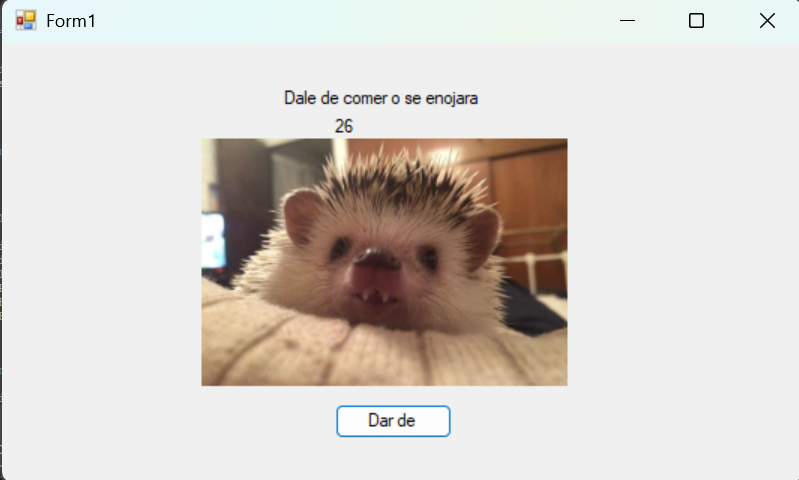 Form1
Dale de comer o se enojara
26
Dar de